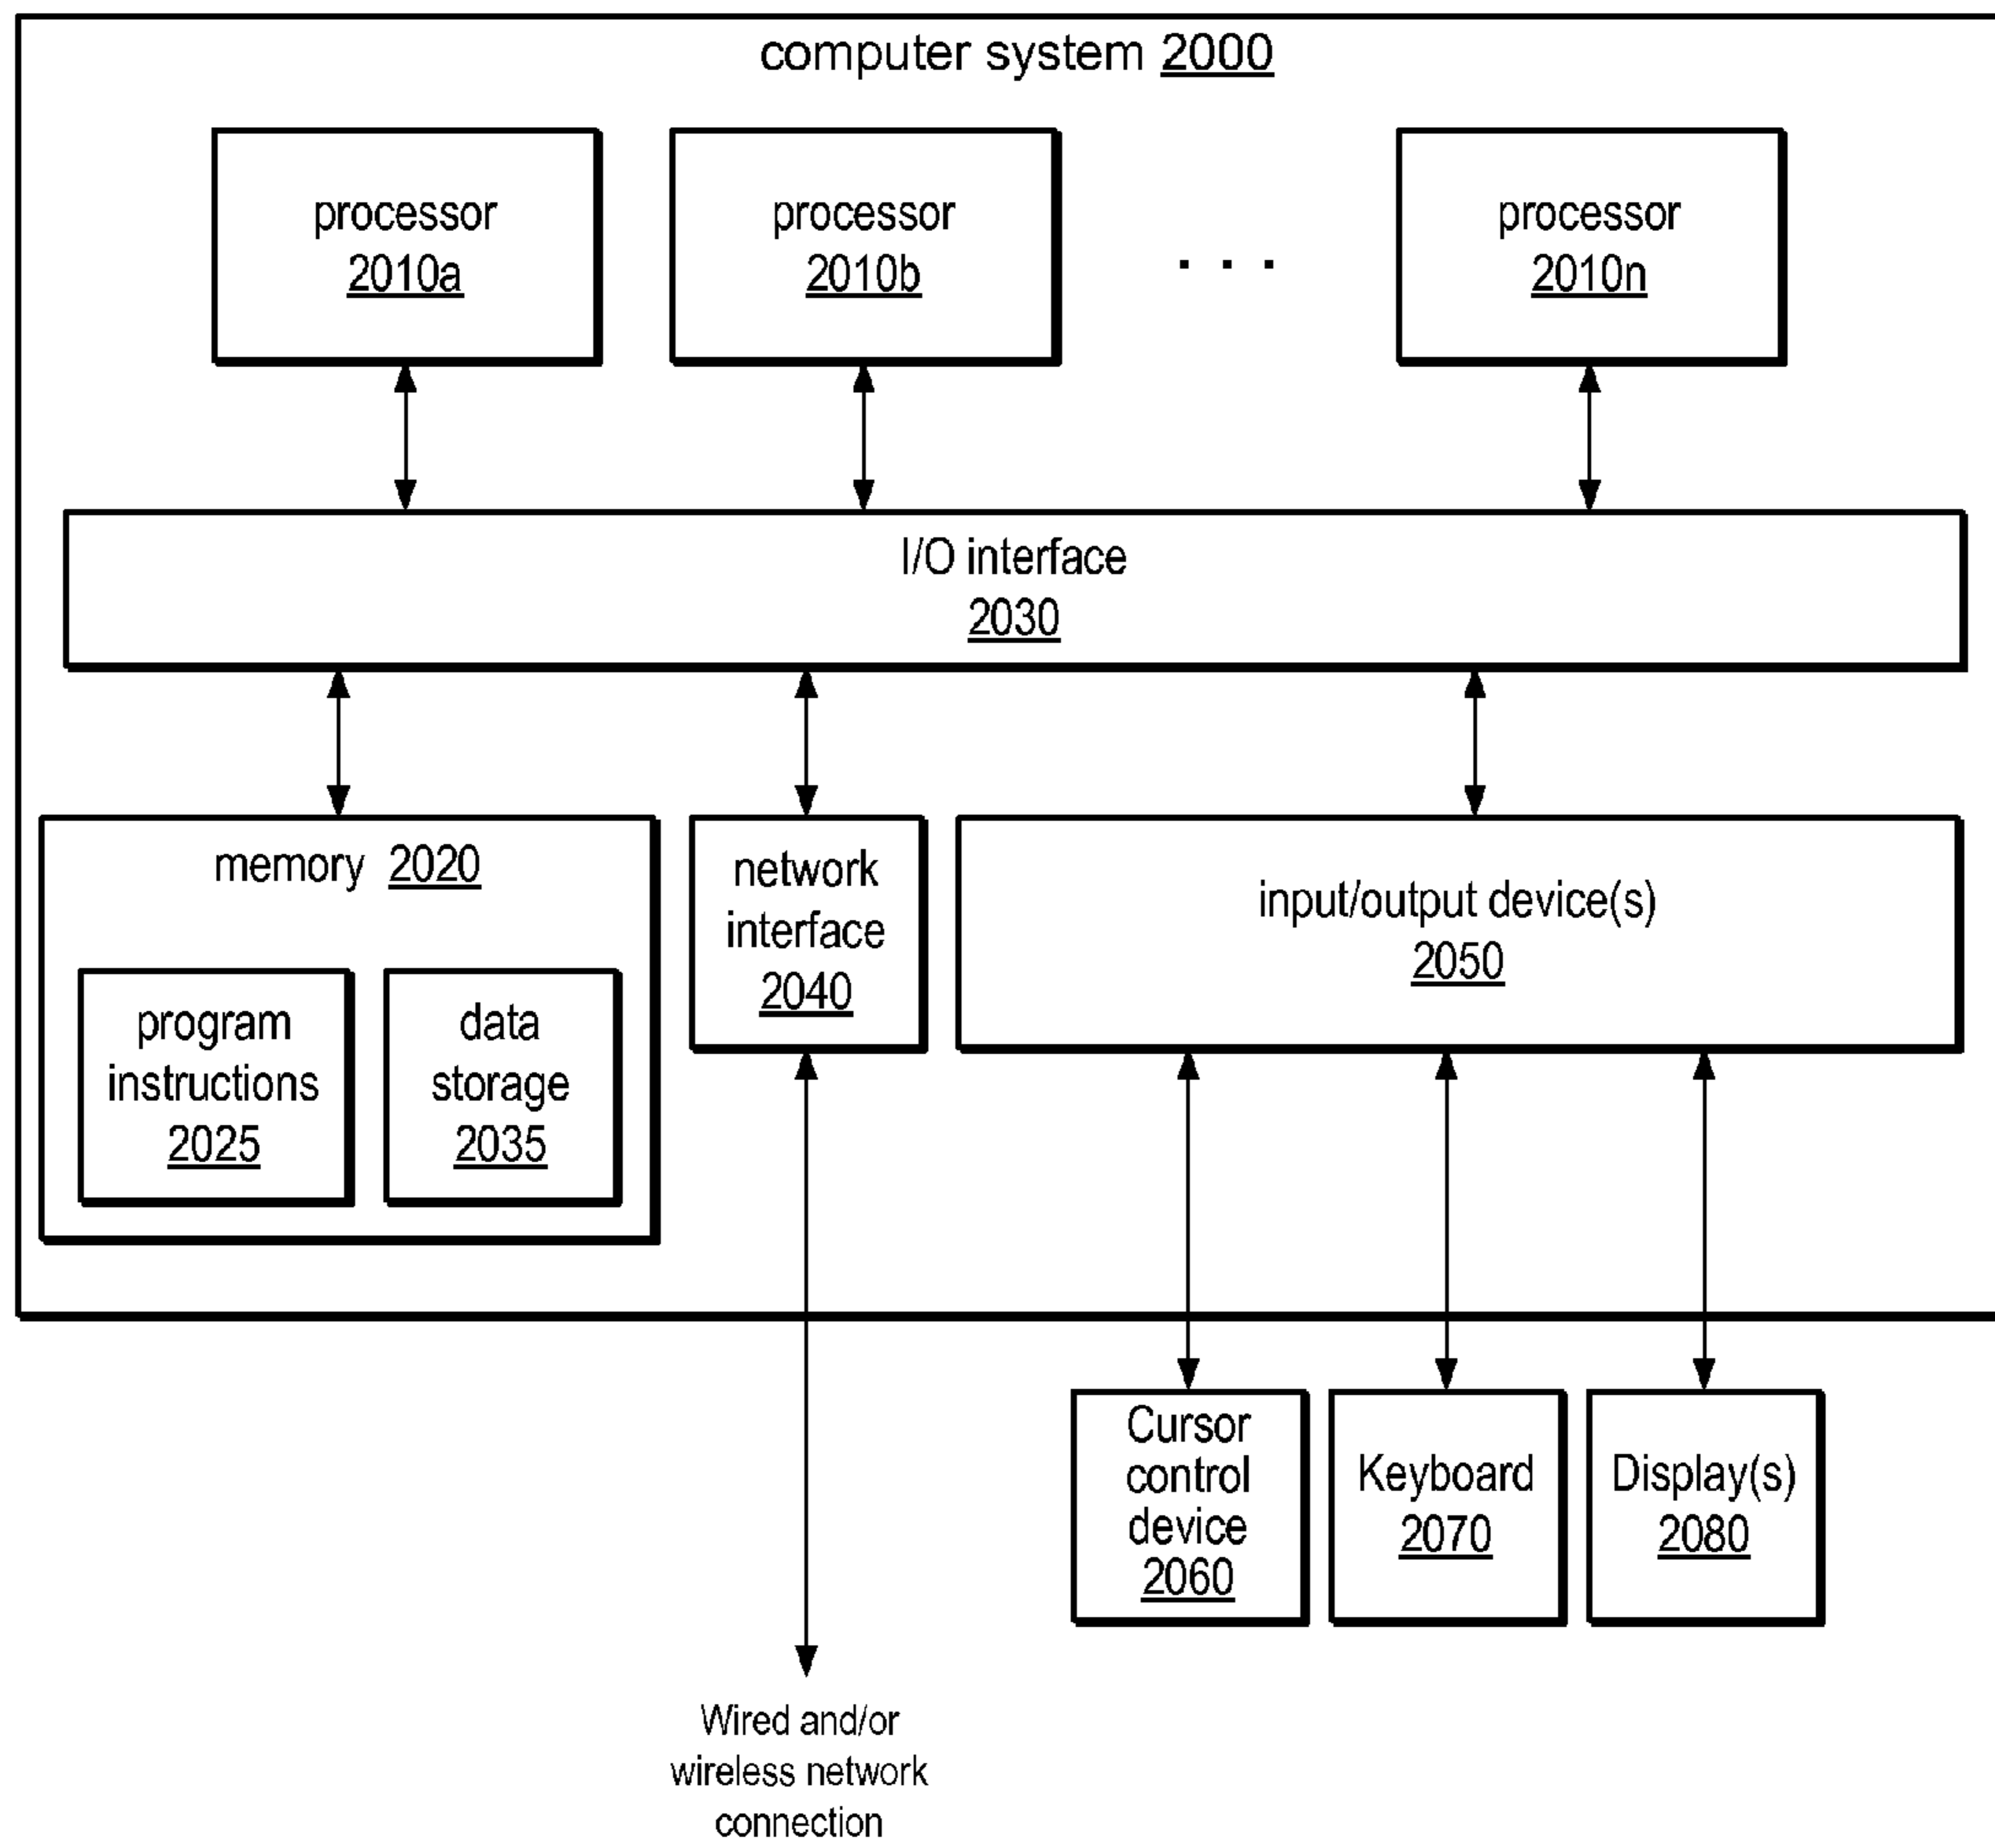 computer system 2000
processor
2010a
processor
2010b
. . .
processor
2010n
I/O interface
2030
memory 2020
program
instructions
2025
data
storage
2035
network
interface
2040
input/output device(s)
2050
Cursor
control
device
2060
Keyboard
2070
Display(s)
2080
Wired and/or
wireless network
connection